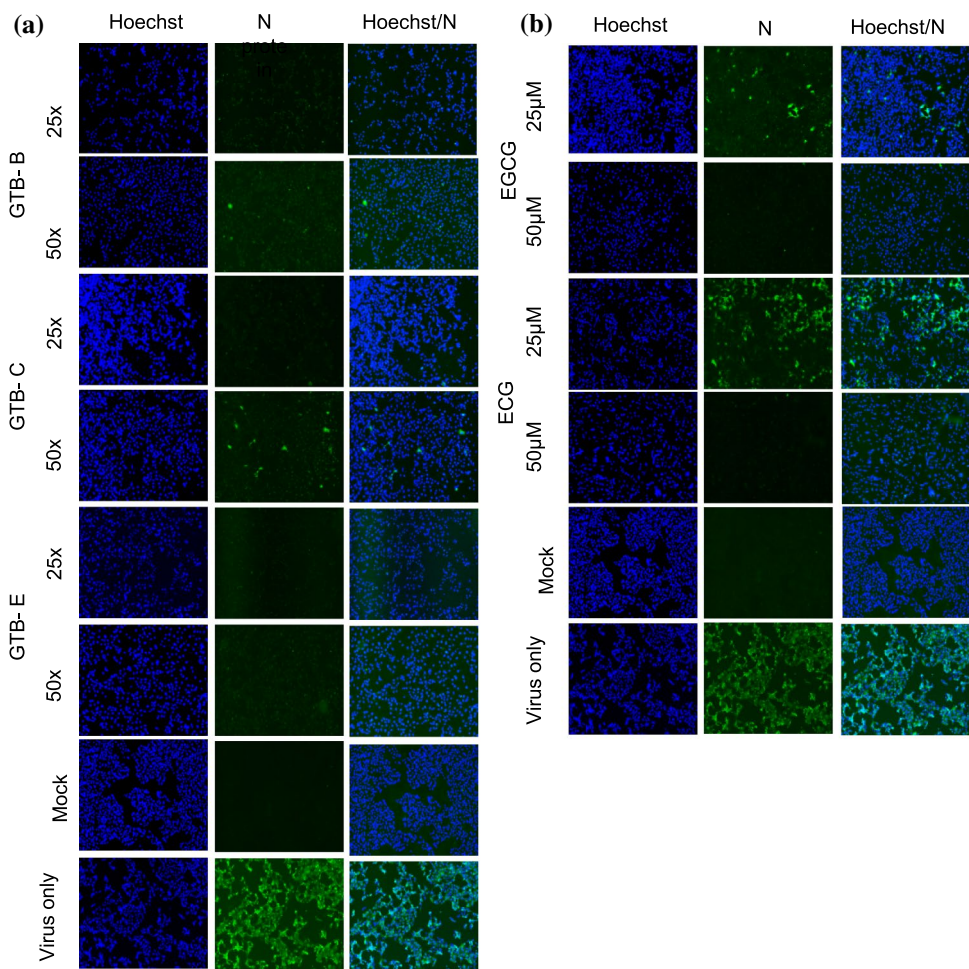 (a)
Hoechst
N
protein
Hoechst/N
GTB- B
25x
50x
GTB- C
25x
50x
GTB- E
25x
50x
Mock
Virus only
(b)
Hoechst
N
Hoechst/N
EGCG
25µM
50µM
ECG
25µM
50µM
Mock
Virus only